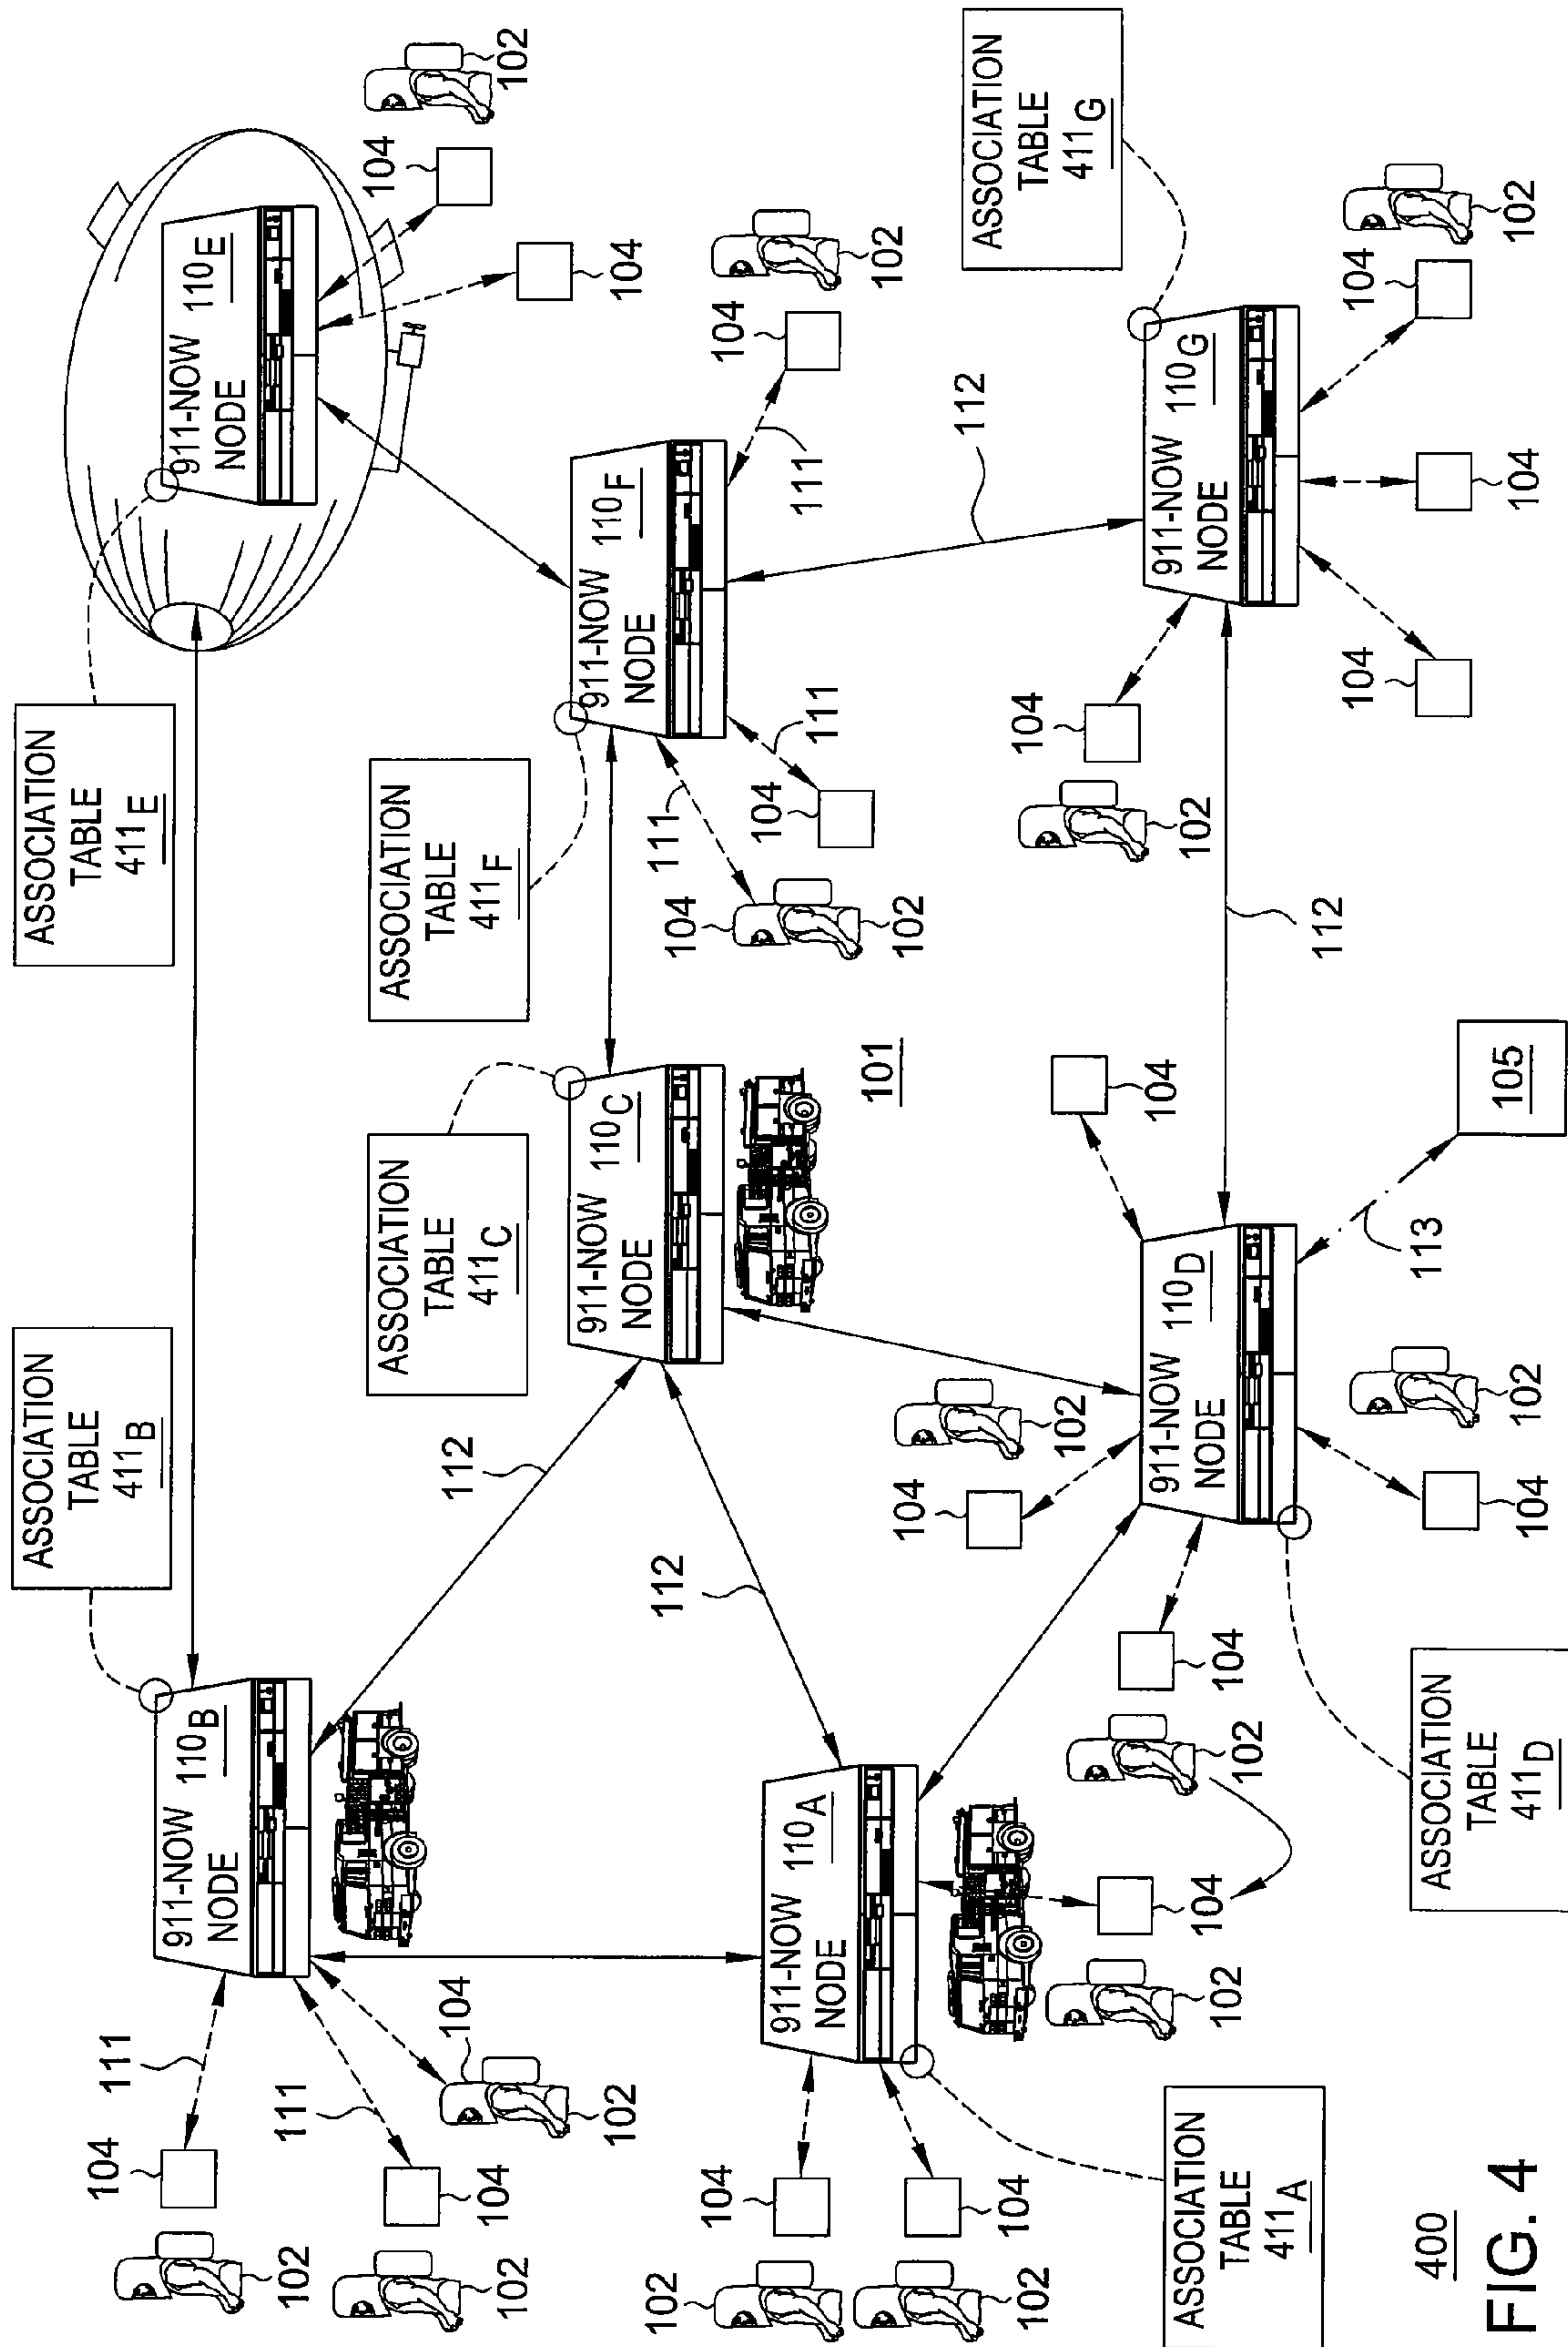 ASSOCIATION
TABLE
411B
911-NOW
NODE 110B
111
104
102
111
104
102
104
102
112
ASSOCIATION
TABLE
411E
911-NOW
NODE 110E
104
102
104
ASSOCIATION
TABLE
411C
911-NOW
NODE 110C
101
112
ASSOCIATION
TABLE
411F
911-NOW
NODE 110F
111
104
102
111
104
111
104
102
112
911-NOW
NODE 110A
104
102
104
102
104
102
ASSOCIATION
TABLE
411A
911-NOW
NODE 110D
104
102
104
102
104
104
102
113
105
ASSOCIATION
TABLE
411D
112
ASSOCIATION
TABLE
411G
911-NOW
NODE 110G
104
102
104
104
104
102
400
FIG. 4